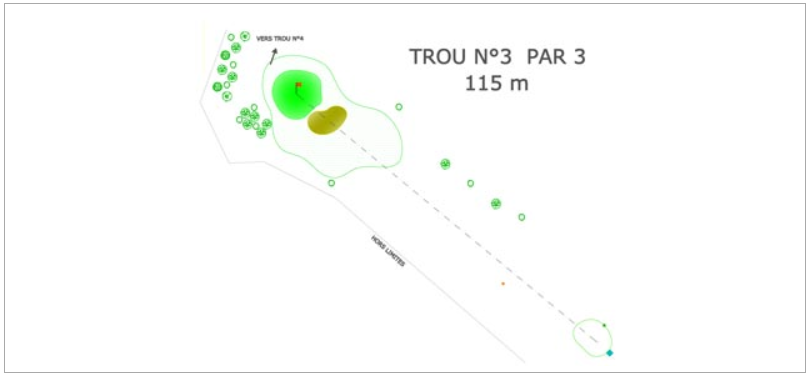 VERS TROU N°4
TROU N°3 PAR 3
115 m
HORS LIMITES